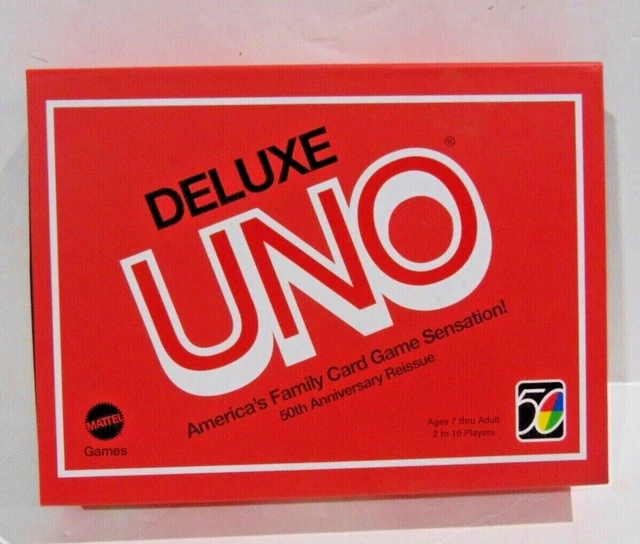 DELUXE
UNO
®
America's Family Card Game Sensation!
50th Anniversary Reissue
MATTEL
Games
Ages 7 thru Adult
2 to 10 Players
50